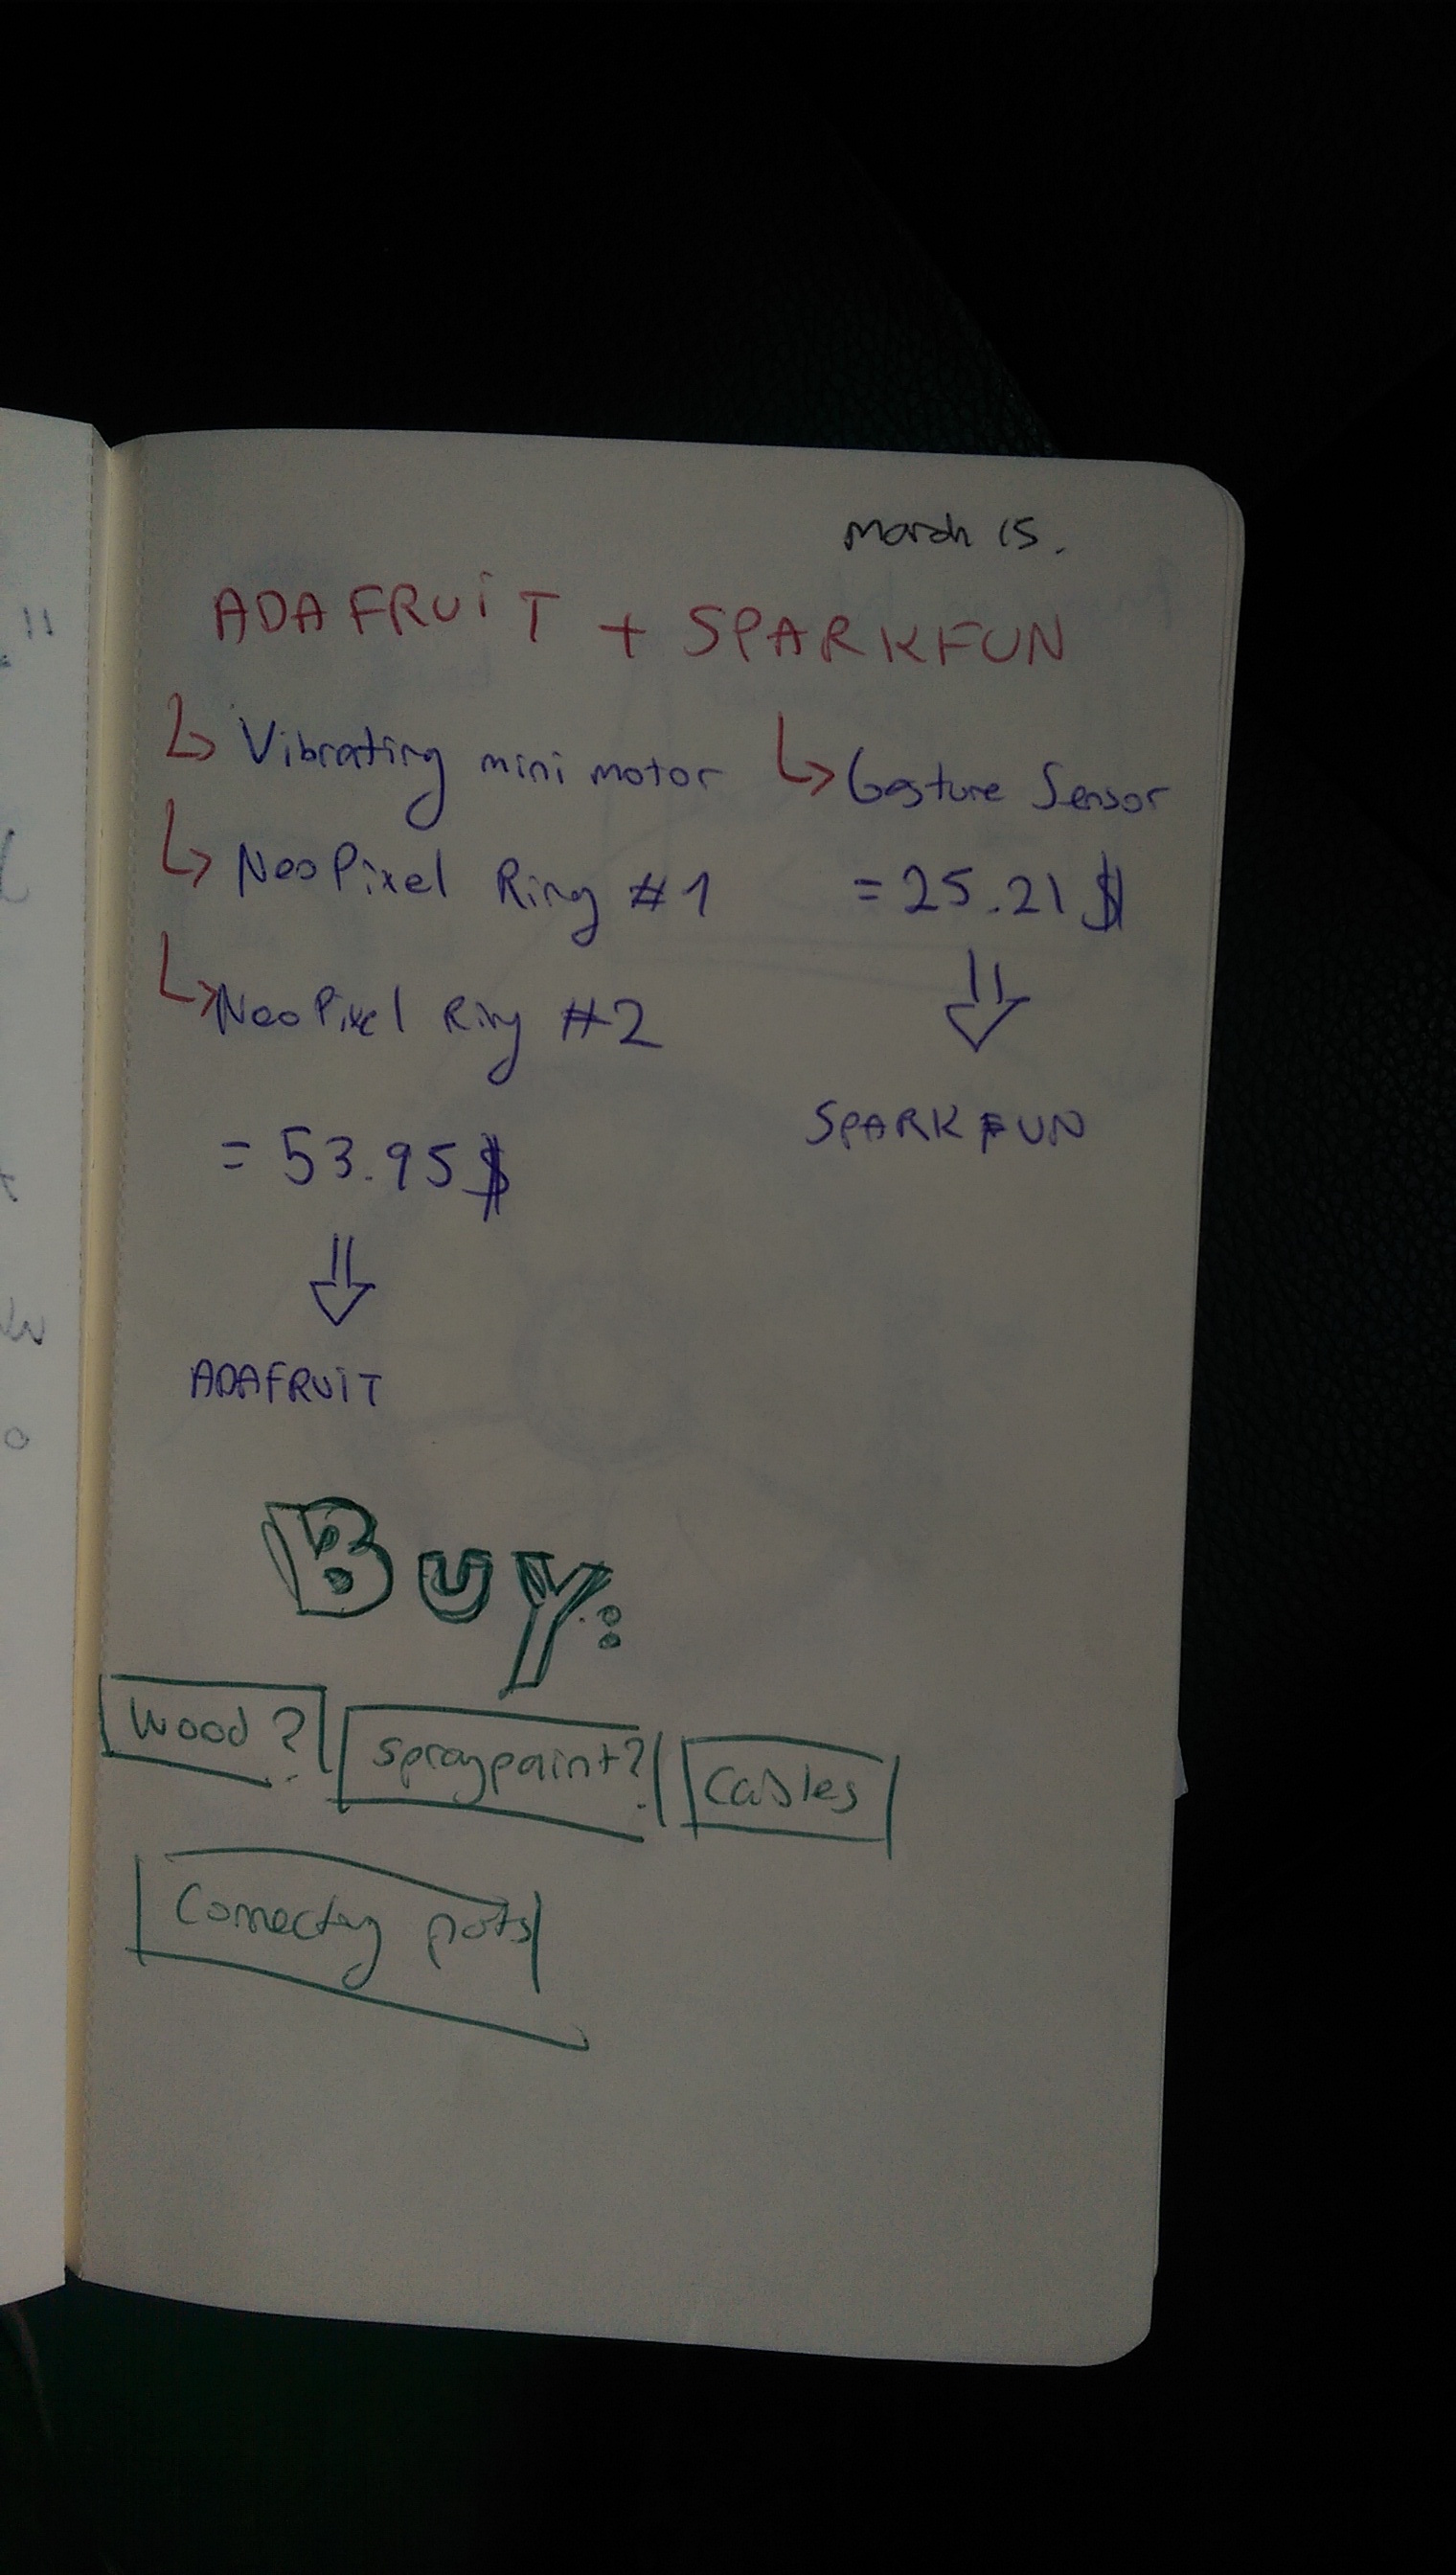 March 15.
ADAFRUiT + SPARKFUN
Vibrating mini motor
NeoPixel Ring #1
NeoPixel Ring #2
= 53.95$
ADAFRUiT
Gesture Sensor
= 25.21$
SPARKFUN
Buy:
Wood?
spraypaint?
Cables
Connecting